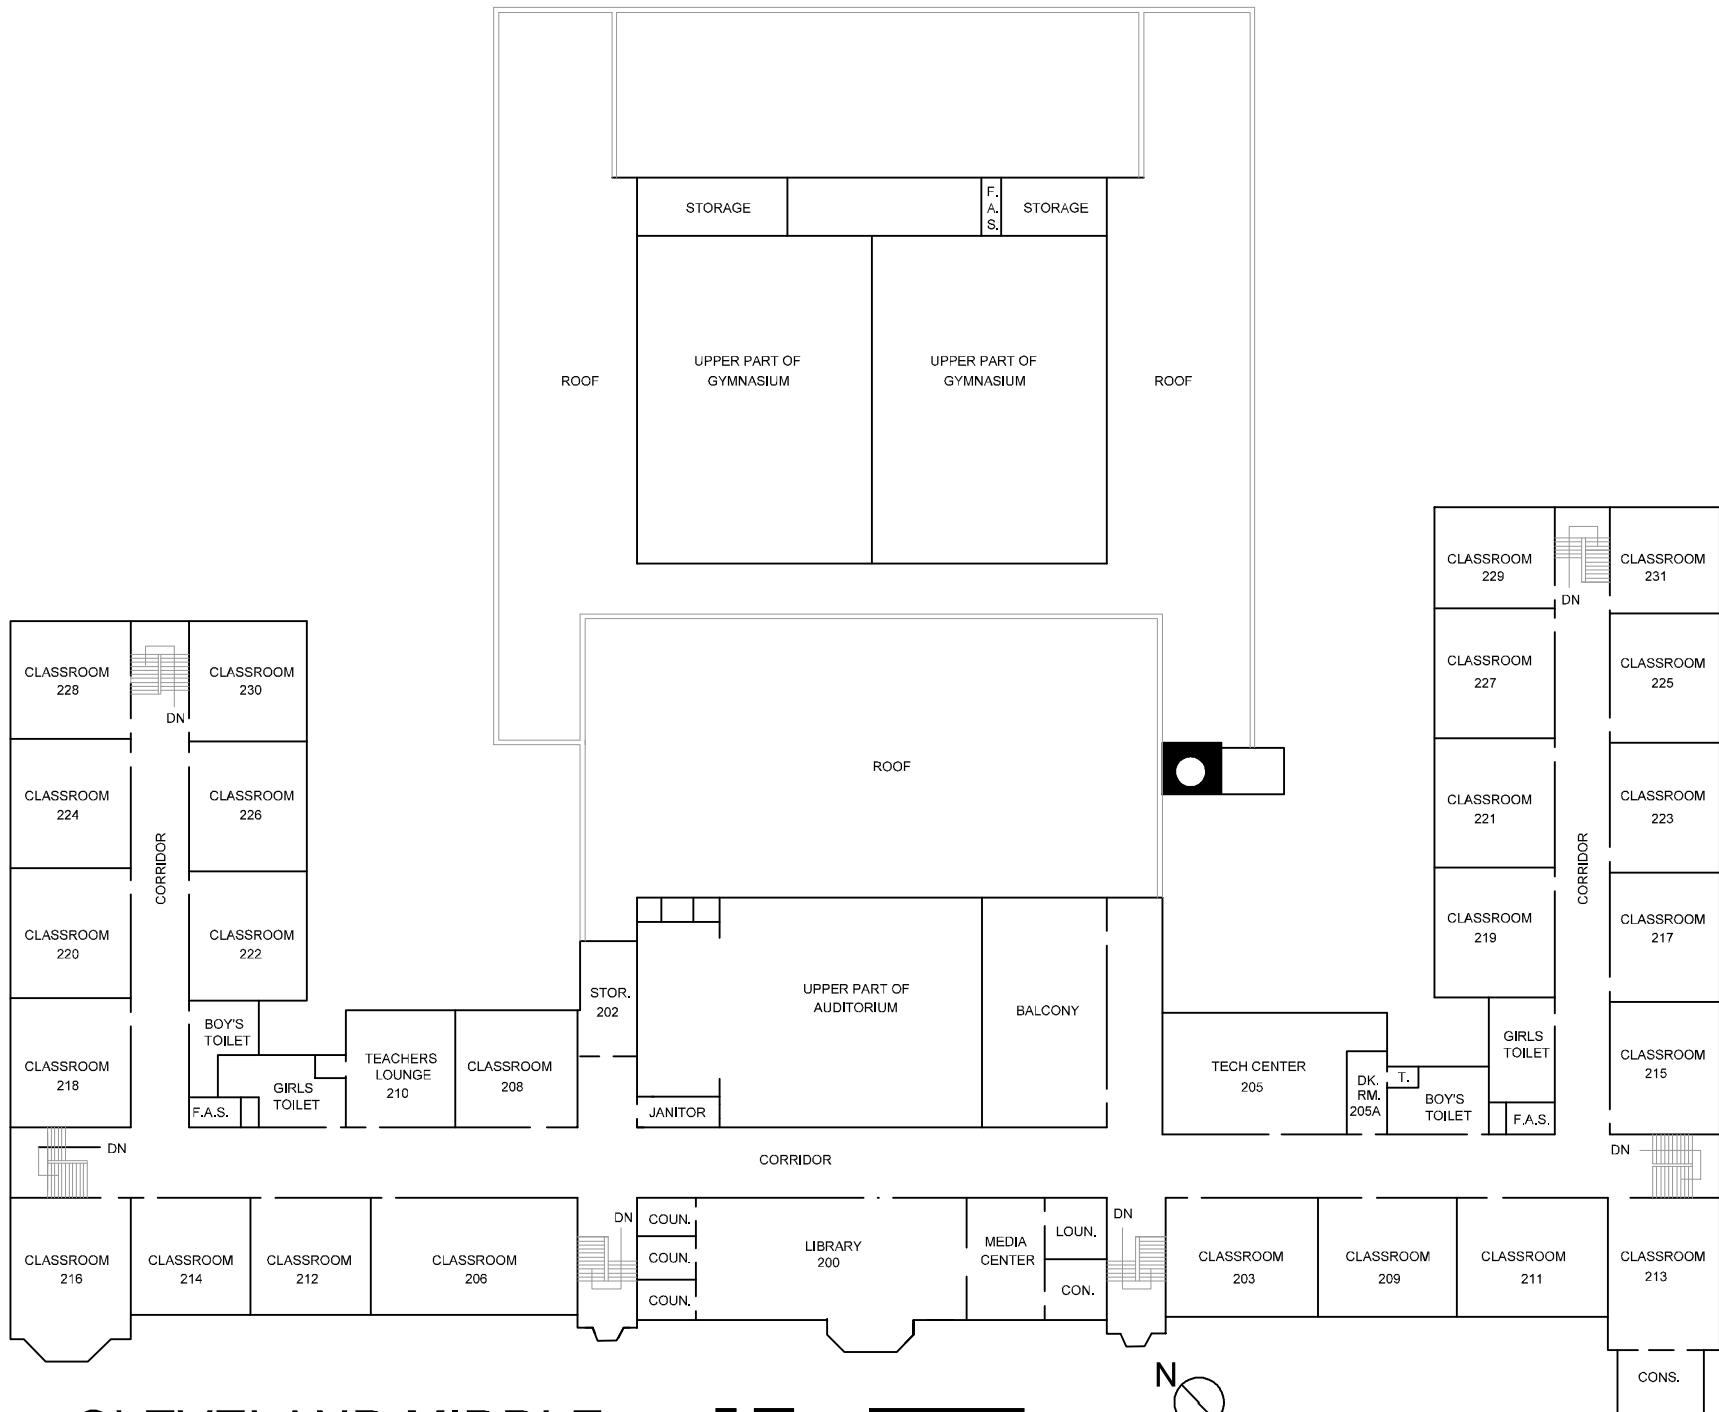 STORAGE
F.
A.
S.
STORAGE
UPPER PART OF
GYMNASIUM
UPPER PART OF
GYMNASIUM
ROOF
ROOF
CLASSROOM
229
CLASSROOM
231
DN
CLASSROOM
228
CLASSROOM
230
DN
CLASSROOM
227
CLASSROOM
225
ROOF
CLASSROOM
224
CLASSROOM
226
CORRIDOR
CLASSROOM
221
CLASSROOM
223
CORRIDOR
CLASSROOM
220
CLASSROOM
222
CLASSROOM
219
CLASSROOM
217
STOR.
202
UPPER PART OF
AUDITORIUM
BALCONY
BOY'S
TOILET
GIRLS
TOILET
CLASSROOM
218
F.A.S.
GIRLS
TOILET
TEACHERS
LOUNGE
210
CLASSROOM
208
JANITOR
TECH CENTER
205
DK.
RM.
205A
T.
BOY'S
TOILET
F.A.S.
CLASSROOM
215
DN
CORRIDOR
DN
CLASSROOM
216
CLASSROOM
214
CLASSROOM
212
CLASSROOM
206
DN
COUN.
COUN.
COUN.
LIBRARY
200
MEDIA
CENTER
LOUN.
CON.
DN
CLASSROOM
203
CLASSROOM
209
CLASSROOM
211
CLASSROOM
213
CONS.
N
CLEVELAND MIDDLE